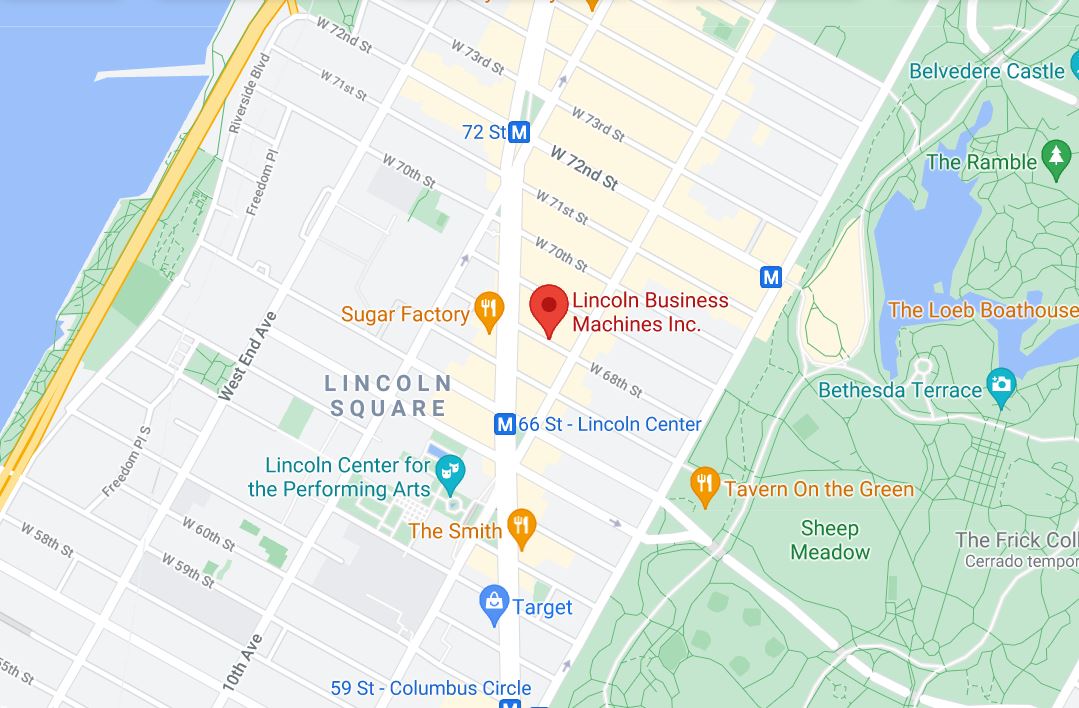 W 72nd St
W 73rd St
Belvedere Castle
W 71st St
Riverside Blvd
W 73rd St
72 St
M
W 72nd St
The Ramble
W 70th St
Freedom Pl
W 71st St
W 70th St
M
Lincoln Business
Machines Inc.
Sugar Factory
The Loeb Boathouse
West End Ave
W 68th St
LINCOLN
SQUARE
Bethesda Terrace
M
66 St - Lincoln Center
Freedom Pl S
Lincoln Center for
the Performing Arts
Tavern On the Green
The Smith
W 60th St
W 58th St
Sheep
Meadow
The Frick Coll
Cerrado tempor
W 59th St
Target
10th Ave
55th St
59 St - Columbus Circle
M